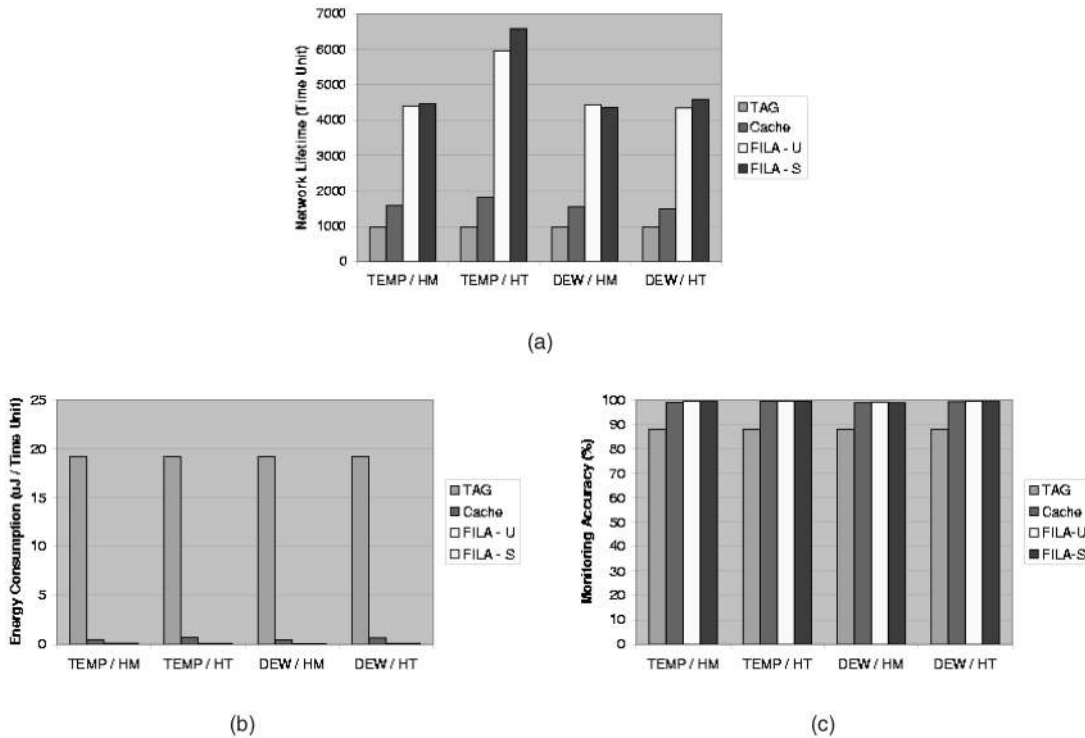 Network Lifetime (Time Unit)
7000
6000
5000
4000
3000
2000
1000
0
TEMP / HM
TEMP / HT
DEW / HM
DEW / HT
TAG
Cache
FILA - U
FILA - S
(a)
Energy Consumption (uJ / Time Unit)
25
20
15
10
5
0
TEMP / HM
TEMP / HT
DEW / HM
DEW / HT
TAG
Cache
FILA - U
FILA - S
(b)
Monitoring Accuracy (%)
100
90
80
70
60
50
40
30
20
10
0
TEMP / HM
TEMP / HT
DEW / HM
DEW / HT
TAG
Cache
FILA-U
FILA-S
(c)